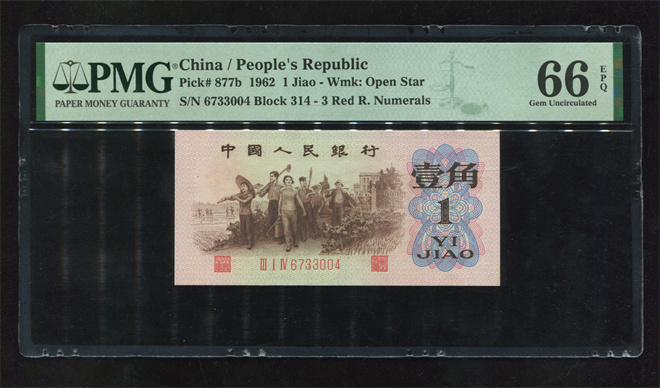 PMG®
PAPER MONEY GUARANTY
China / People's Republic
Pick# 877b 1962 1 Jiao - Wmk: Open Star
S/N 6733004 Block 314 - 3 Red R. Numerals
66 EPQ
Gem Uncirculated
中國人民銀行
壹角
1
YI
JIAO
III I IV 6733004